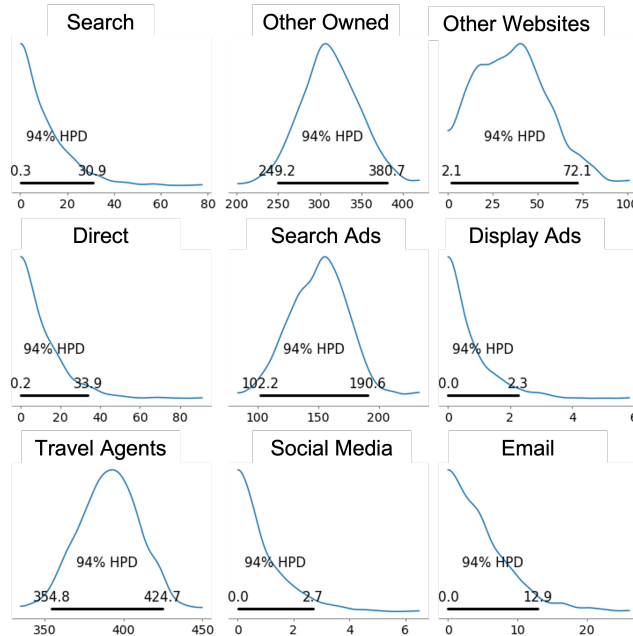 Search
Other Owned
Other Websites
94% HPD
94% HPD
94% HPD
0.3 30.9
249.2 380.7
2.1 72.1
0 20 40 60 80
200 250 300 350 400
0 25 50 75 100
Direct
Search Ads
Display Ads
94% HPD
94% HPD
94% HPD
0.2 33.9
102.2 190.6
0.0 2.3
0 20 40 60 80
100 150 200
0 2 4 6
Travel Agents
Social Media
Email
94% HPD
94% HPD
94% HPD
354.8 424.7
0.0 2.7
0.0 12.9
350 400 450
0 2 4 6
0 10 20